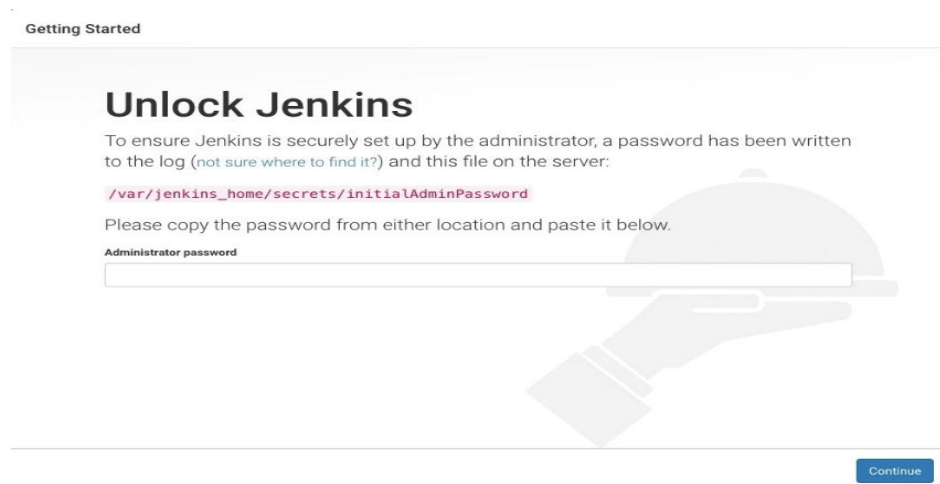 Getting Started
Unlock Jenkins
To ensure Jenkins is securely set up by the administrator, a password has been written
to the log (not sure where to find it?) and this file on the server:
/var/jenkins_home/secrets/initialAdminPassword
Please copy the password from either location and paste it below.
Administrator password
Continue